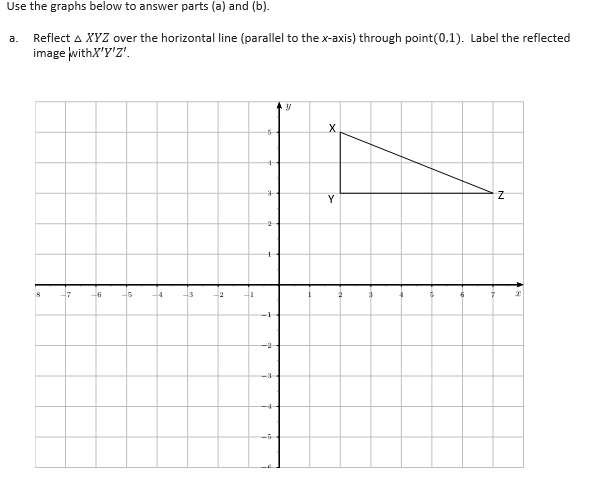 Use the graphs below to answer parts (a) and (b).
a. Reflect △ XYZ over the horizontal line (parallel to the x-axis) through point(0,1). Label the reflected
image withX'Y'Z'.
y
X
5
4
3
Y
Z
2
1
8 −7 −6 −5 −4 −3 −2 −1 1 2 3 4 5 6 7 x
−1
−2
−3
−4
−5
−6